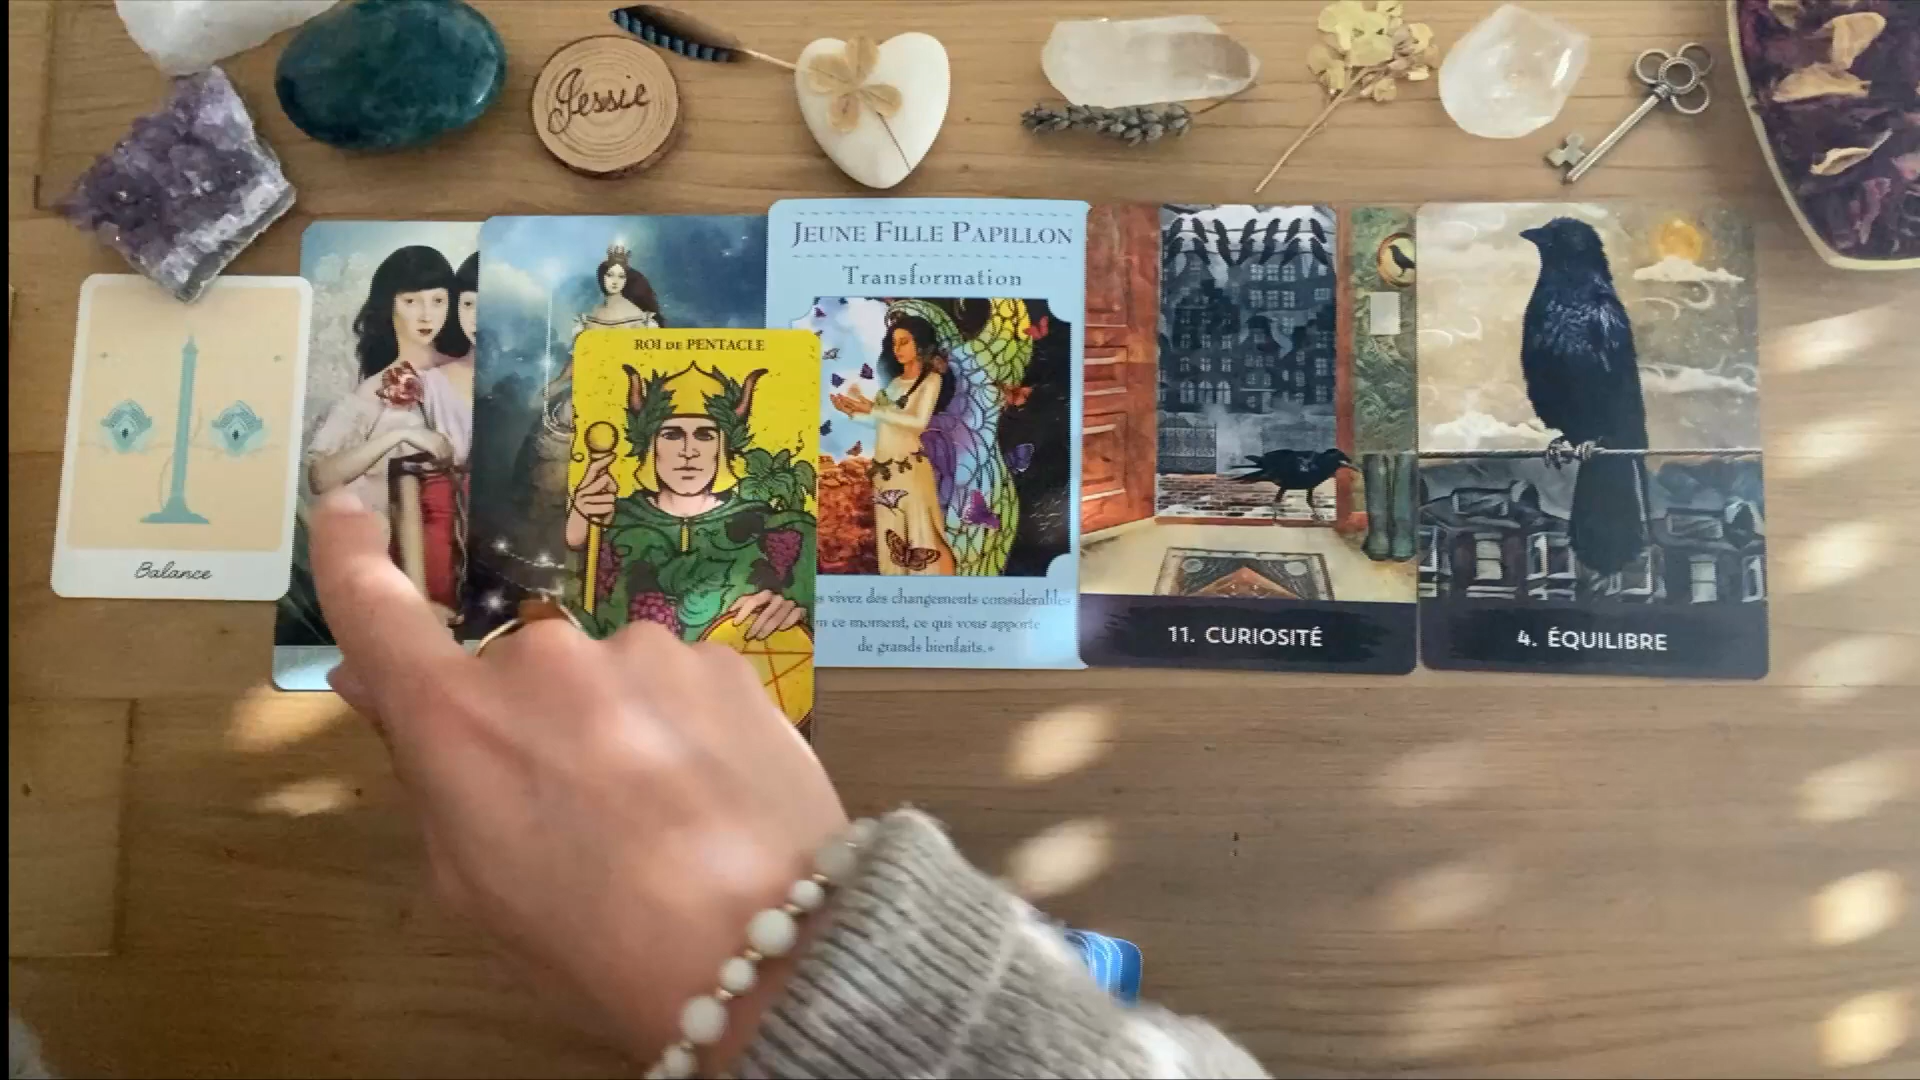 Jessie
Balance
ROI DE PENTACLE
JEUNE FILLE PAPILLON
Transformation
vivez des changements considérables
en ce moment, ce qui vous apporte
de grands bienfaits.»
11. CURIOSITÉ
4. ÉQUILIBRE